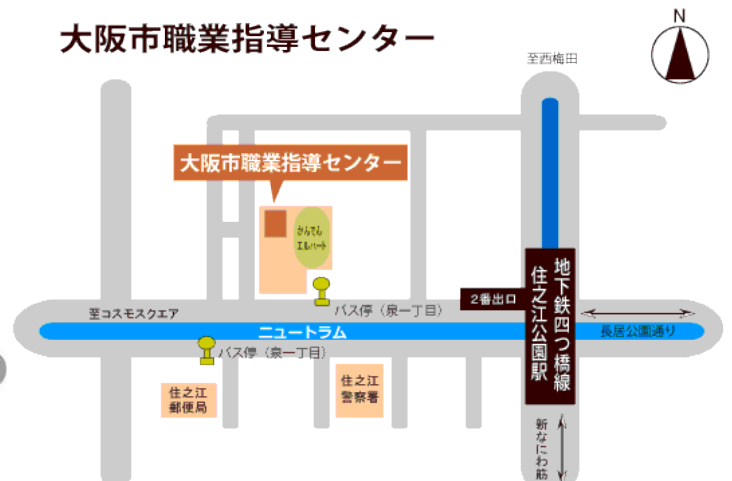 大阪市職業指導センター
N
至西梅田
大阪市職業指導センター
かんでん
エルハート
地下鉄四つ橋線
住之江公園駅
2番出口
バス停（泉一丁目）
至コスモスクエア
ニュートラム
長居公園通り
バス停（泉一丁目）
住之江
郵便局
住之江
警察署
新なにわ筋